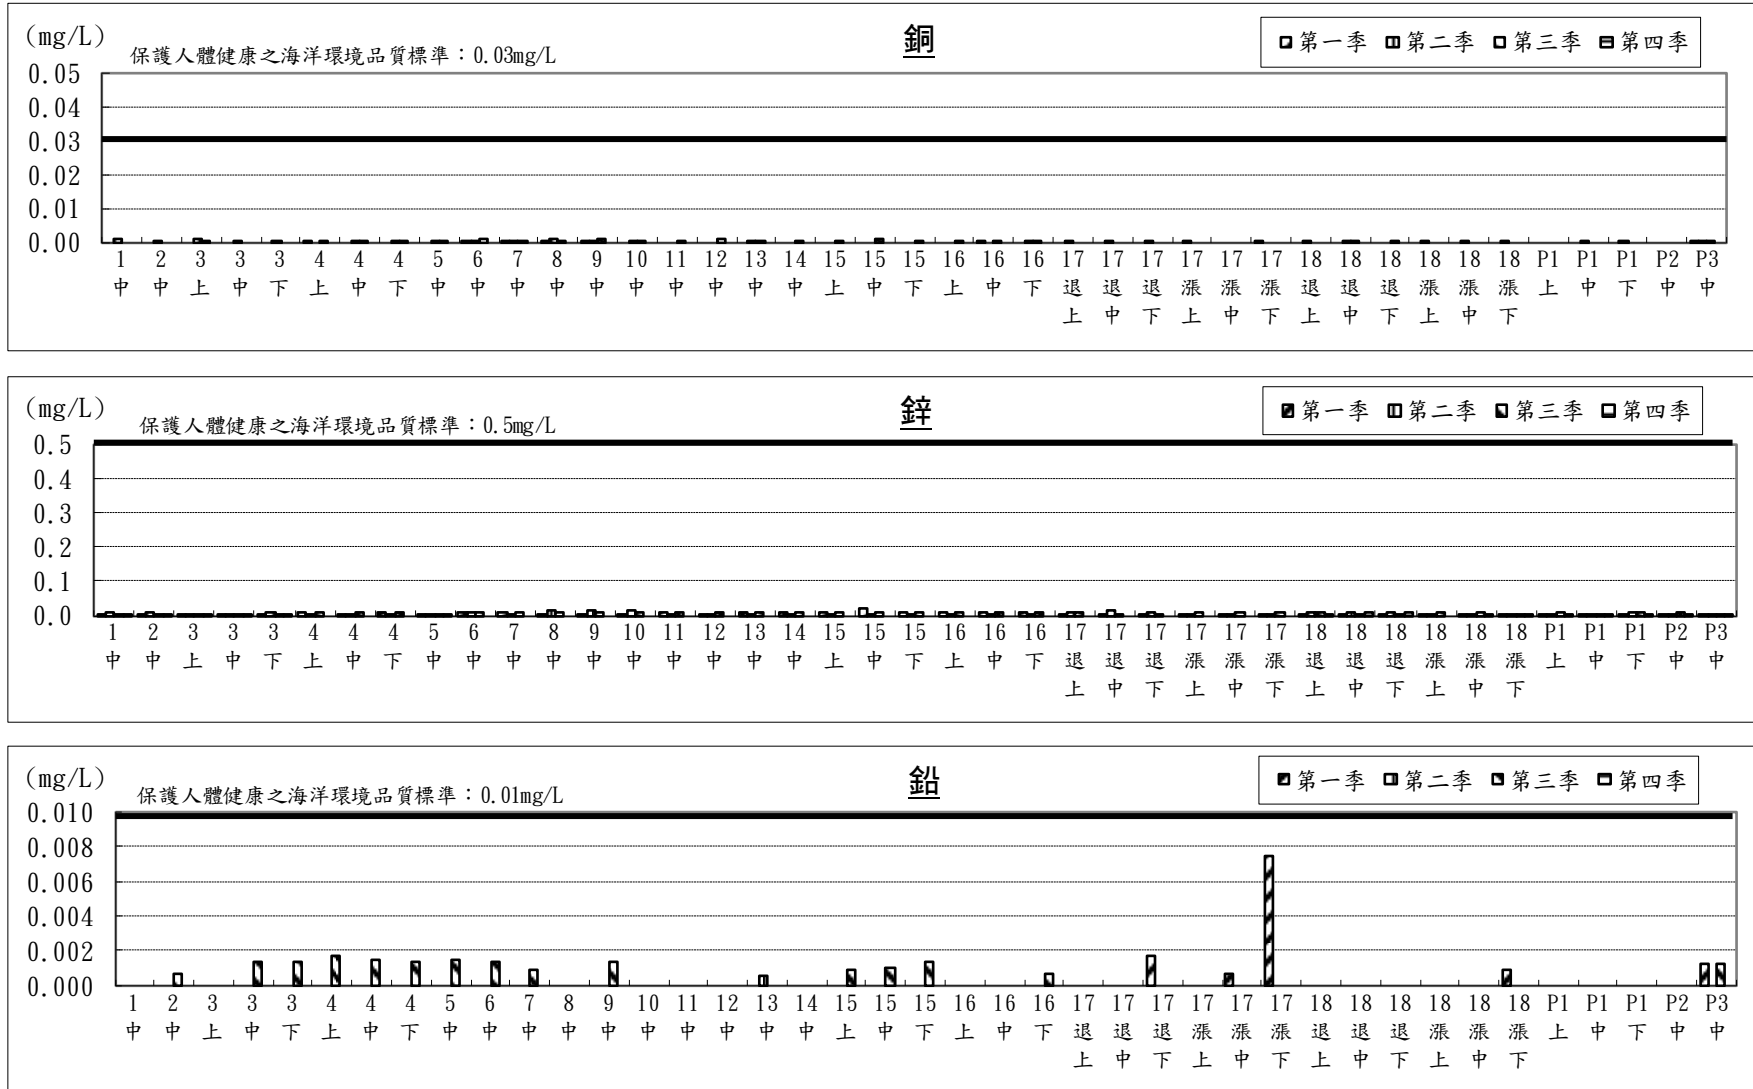 (mg/L)
保護人體健康之海洋環境品質標準：0.03mg/L
銅
第一季 第二季 第三季 第四季
0.05
0.04
0.03
0.02
0.01
0.00
1 2 3 3 3 4 4 4 5 6 7 8 9 10 11 12 13 14 15 15 15 16 16 16 17 17 17 17 17 17 18 18 18 18 18 18 P1 P1 P1 P2 P3
中 中 上 中 下 上 中 下 中 中 中 中 中 中 中 中 中 中 上 中 下 上 中 下 退 退 退 漲 漲 漲 退 退 退 漲 漲 漲 上 中 下 中 中
上 中 下 上 中 下 上 中 下 上 中 下
(mg/L)
保護人體健康之海洋環境品質標準：0.5mg/L
鋅
第一季 第二季 第三季 第四季
0.5
0.4
0.3
0.2
0.1
0.0
1 2 3 3 3 4 4 4 5 6 7 8 9 10 11 12 13 14 15 15 15 16 16 16 17 17 17 17 17 17 18 18 18 18 18 18 P1 P1 P1 P2 P3
中 中 上 中 下 上 中 下 中 中 中 中 中 中 中 中 中 中 上 中 下 上 中 下 退 退 退 漲 漲 漲 退 退 退 漲 漲 漲 上 中 下 中 中
上 中 下 上 中 下 上 中 下 上 中 下
(mg/L)
保護人體健康之海洋環境品質標準：0.01mg/L
鉛
第一季 第二季 第三季 第四季
0.010
0.008
0.006
0.004
0.002
0.000
1 2 3 3 3 4 4 4 5 6 7 8 9 10 11 12 13 14 15 15 15 16 16 16 17 17 17 17 17 17 18 18 18 18 18 18 P1 P1 P1 P2 P3
中 中 上 中 下 上 中 下 中 中 中 中 中 中 中 中 中 中 上 中 下 上 中 下 退 退 退 漲 漲 漲 退 退 退 漲 漲 漲 上 中 下 中 中
上 中 下 上 中 下 上 中 下 上 中 下